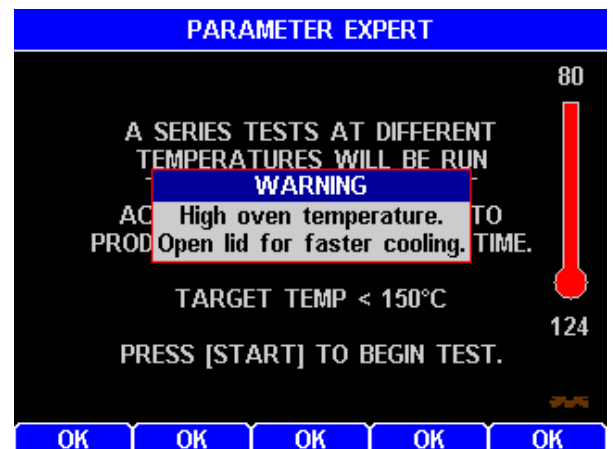 PARAMETER EXPERT
80
A SERIES TESTS AT DIFFERENT
TEMPERATURES WILL BE RUN
WARNING
AC High oven temperature. TO
PROD Open lid for faster cooling. TIME.
TARGET TEMP < 150°C
124
PRESS [START] TO BEGIN TEST.
OK OK OK OK OK